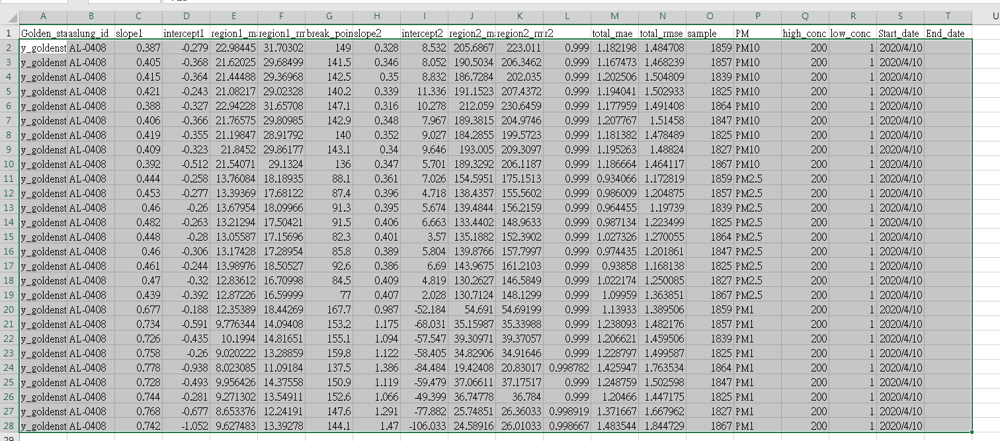 A B C D E F G H I J K L M N O P Q R S T U
1 Golden_sta aslung_id slope1 intercept1 region1_m region1_rm break_poin slope2 intercept2 region2_m region2_rm r2 total_mae total_rmse sample PM high_conc low_conc Start_date End_date
2 y_goldenst AL-0408 0.387 -0.279 22.98445 31.70302 149 0.328 8.532 205.6867 223.011 0.999 1.182198 1.484708 1859 PM10 200 1 2020/4/10
3 y_goldenst AL-0408 0.405 -0.368 21.62025 29.68499 141.5 0.346 8.052 190.5034 206.3462 0.999 1.167473 1.468239 1857 PM10 200 1 2020/4/10
4 y_goldenst AL-0408 0.415 -0.364 21.44488 29.36968 142.5 0.35 8.832 186.7284 202.035 0.999 1.202506 1.504809 1839 PM10 200 1 2020/4/10
5 y_goldenst AL-0408 0.421 -0.243 21.08217 29.02328 140.2 0.339 11.336 191.1523 207.4372 0.999 1.194041 1.502933 1825 PM10 200 1 2020/4/10
6 y_goldenst AL-0408 0.388 -0.327 22.94228 31.65708 147.1 0.316 10.278 212.059 230.6459 0.999 1.177959 1.491408 1864 PM10 200 1 2020/4/10
7 y_goldenst AL-0408 0.406 -0.366 21.76575 29.80985 142.9 0.348 7.967 189.3815 204.9746 0.999 1.207767 1.51458 1847 PM10 200 1 2020/4/10
8 y_goldenst AL-0408 0.419 -0.355 21.19847 28.91792 140 0.352 9.027 184.2855 199.5723 0.999 1.181382 1.478489 1825 PM10 200 1 2020/4/10
9 y_goldenst AL-0408 0.409 -0.323 21.8452 29.86177 143.1 0.34 9.646 193.005 209.3097 0.999 1.195263 1.48824 1827 PM10 200 1 2020/4/10
10 y_goldenst AL-0408 0.392 -0.512 21.54071 29.1324 136 0.347 5.701 189.3292 206.1187 0.999 1.186664 1.464117 1867 PM10 200 1 2020/4/10
11 y_goldenst AL-0408 0.444 -0.258 13.76084 18.18935 88.1 0.361 7.026 154.5951 175.1513 0.999 0.934066 1.172819 1859 PM2.5 200 1 2020/4/10
12 y_goldenst AL-0408 0.453 -0.277 13.39369 17.68122 87.4 0.396 4.718 138.4357 155.5602 0.999 0.986009 1.204875 1857 PM2.5 200 1 2020/4/10
13 y_goldenst AL-0408 0.46 -0.26 13.67954 18.09966 91.3 0.395 5.674 139.4844 156.2159 0.999 0.964455 1.19739 1839 PM2.5 200 1 2020/4/10
14 y_goldenst AL-0408 0.482 -0.263 13.21294 17.50421 91.5 0.406 6.663 133.4402 148.9633 0.999 0.987134 1.223499 1825 PM2.5 200 1 2020/4/10
15 y_goldenst AL-0408 0.448 -0.28 13.05587 17.15696 82.3 0.401 3.57 135.1882 152.3902 0.999 1.027326 1.270055 1864 PM2.5 200 1 2020/4/10
16 y_goldenst AL-0408 0.46 -0.306 13.17428 17.28954 85.8 0.389 5.804 139.8766 157.7997 0.999 0.974435 1.201861 1847 PM2.5 200 1 2020/4/10
17 y_goldenst AL-0408 0.461 -0.244 13.98976 18.50527 92.6 0.386 6.69 143.9675 161.2103 0.999 0.93858 1.168138 1825 PM2.5 200 1 2020/4/10
18 y_goldenst AL-0408 0.47 -0.32 12.83612 16.70998 84.5 0.409 4.819 130.2627 146.5849 0.999 1.022174 1.250085 1827 PM2.5 200 1 2020/4/10
19 y_goldenst AL-0408 0.439 -0.392 12.87226 16.59999 77 0.407 2.028 130.7124 148.1299 0.999 1.09959 1.363851 1867 PM2.5 200 1 2020/4/10
20 y_goldenst AL-0408 0.677 -0.188 12.35389 18.44269 167.7 0.987 -52.184 54.691 54.69199 0.999 1.13933 1.389506 1859 PM1 200 1 2020/4/10
21 y_goldenst AL-0408 0.734 -0.591 9.776344 14.09408 153.2 1.175 -68.031 35.15987 35.33988 0.999 1.238093 1.482176 1857 PM1 200 1 2020/4/10
22 y_goldenst AL-0408 0.726 -0.435 10.1994 14.81651 155.1 1.094 -57.547 39.30971 39.37057 0.999 1.206621 1.459506 1839 PM1 200 1 2020/4/10
23 y_goldenst AL-0408 0.758 -0.26 9.020222 13.28859 159.8 1.122 -58.405 34.82906 34.91646 0.999 1.228797 1.499587 1825 PM1 200 1 2020/4/10
24 y_goldenst AL-0408 0.778 -0.938 8.023085 11.09184 137.5 1.386 -84.484 19.42408 20.83017 0.998782 1.425947 1.763534 1864 PM1 200 1 2020/4/10
25 y_goldenst AL-0408 0.728 -0.493 9.956426 14.37558 150.9 1.119 -59.479 37.06611 37.17517 0.999 1.248759 1.502598 1847 PM1 200 1 2020/4/10
26 y_goldenst AL-0408 0.744 -0.281 9.271302 13.54911 152.6 1.066 -49.399 36.74778 36.784 0.999 1.20466 1.447175 1825 PM1 200 1 2020/4/10
27 y_goldenst AL-0408 0.768 -0.677 8.653376 12.24191 147.6 1.291 -77.882 25.74851 26.36033 0.998919 1.371667 1.667962 1827 PM1 200 1 2020/4/10
28 y_goldenst AL-0408 0.742 -1.052 9.627483 13.39278 144.1 1.47 -106.033 24.58916 26.01033 0.998667 1.483544 1.844729 1867 PM1 200 1 2020/4/10
29